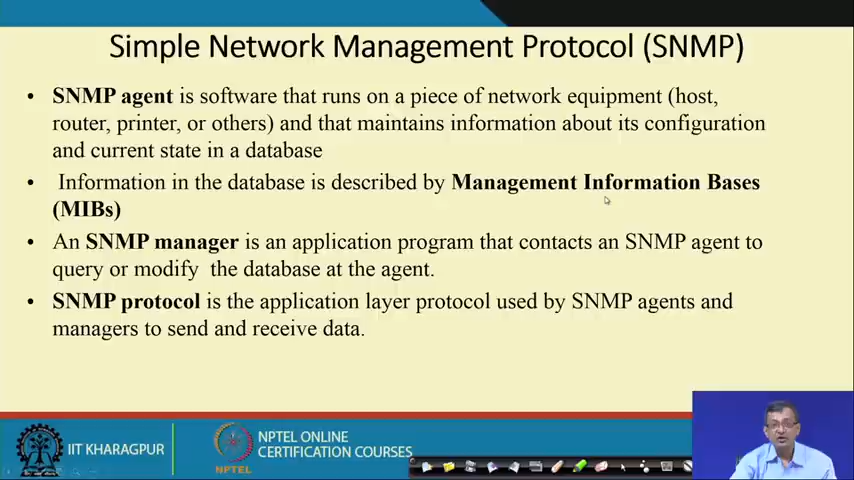 Simple Network Management Protocol (SNMP)
• SNMP agent is software that runs on a piece of network equipment (host,
router, printer, or others) and that maintains information about its configuration
and current state in a database
• Information in the database is described by Management Information Bases
(MIBs)
• An SNMP manager is an application program that contacts an SNMP agent to
query or modify the database at the agent.
• SNMP protocol is the application layer protocol used by SNMP agents and
managers to send and receive data.
IIT KHARAGPUR
NPTEL
NPTEL ONLINE
CERTIFICATION COURSES